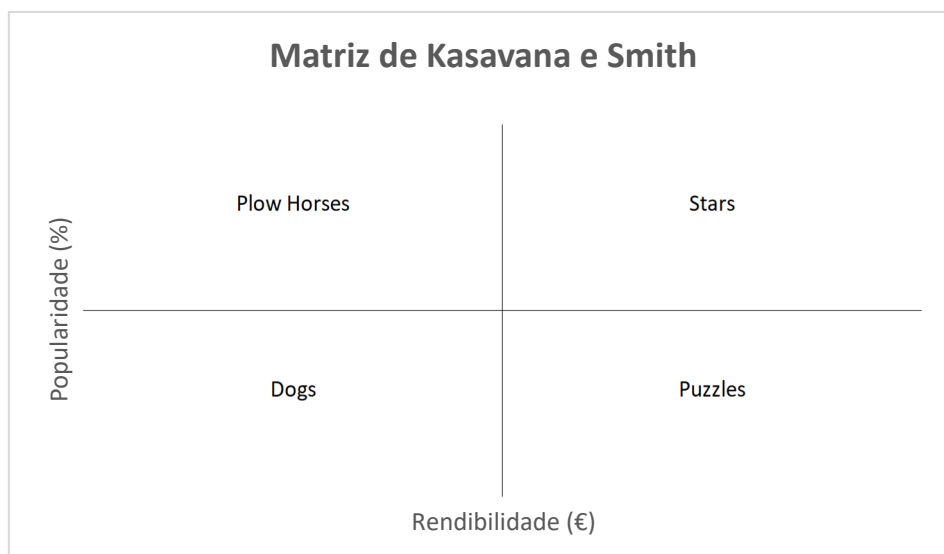 Matriz de Kasavana e Smith
Plow Horses
Stars
Popularidade (%)
Dogs
Puzzles
Rendibilidade (€)